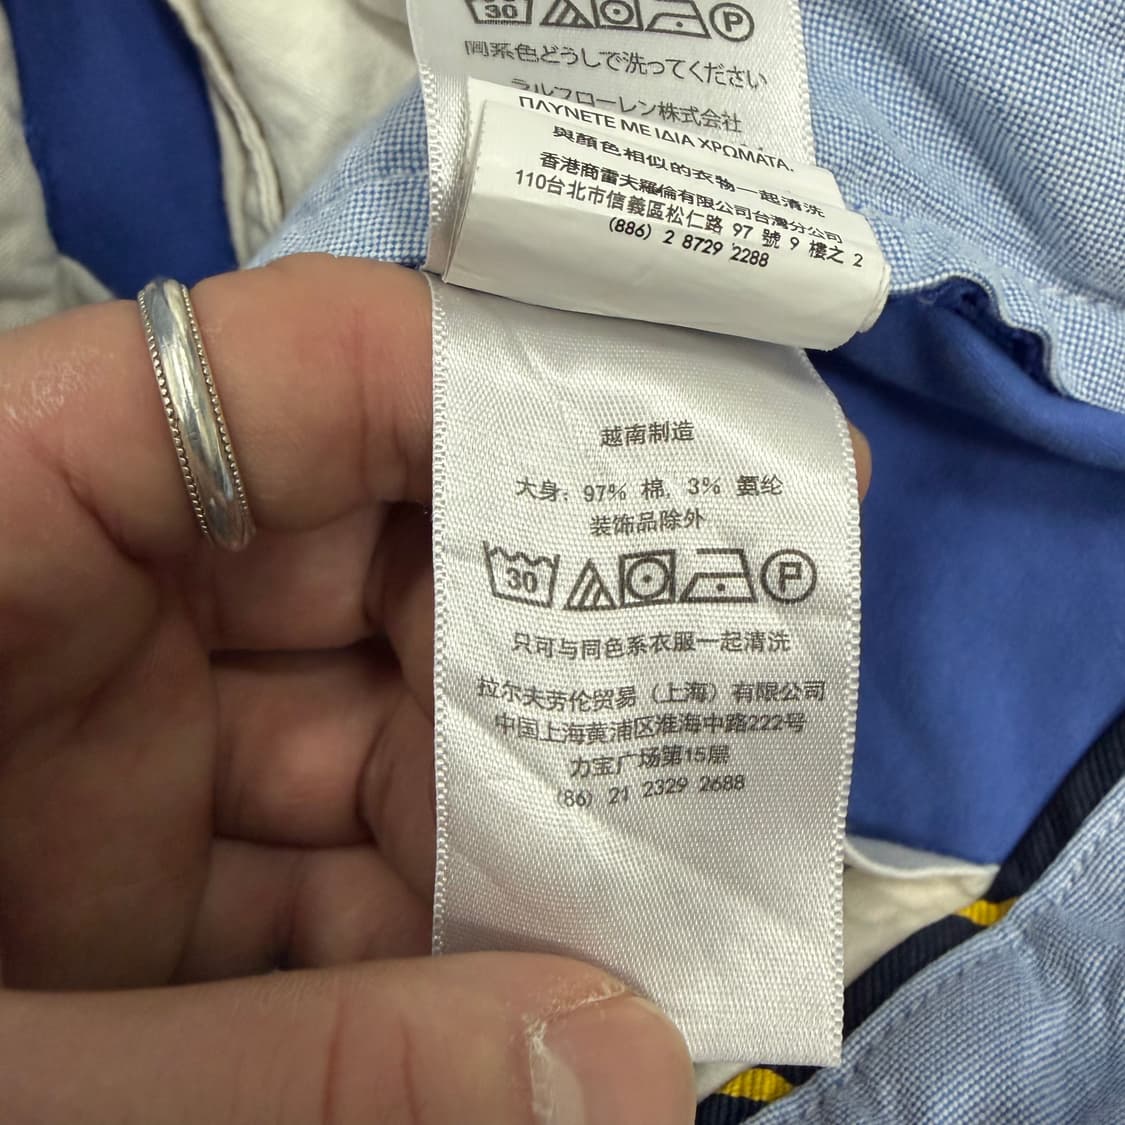 30 P
同系色どうしで洗ってください
ラルフローレン株式会社
ΠΛΥΝΕΤΕ ΜΕ ΙΔΙΑ ΧΡΩΜΑΤΑ.
與顏色相似的衣物一起清洗
香港商雷夫羅倫有限公司台灣分公司
110台北市信義區松仁路 97 號 9 樓之 2
(886) 2 8729 2288
越南制造
大身: 97% 棉, 3% 氨纶
装饰品除外
30 P
只可与同色系衣服一起清洗
拉尔夫劳伦贸易（上海）有限公司
中国上海黄浦区淮海中路222号
力宝广场第15层
(86) 21 2329 2688